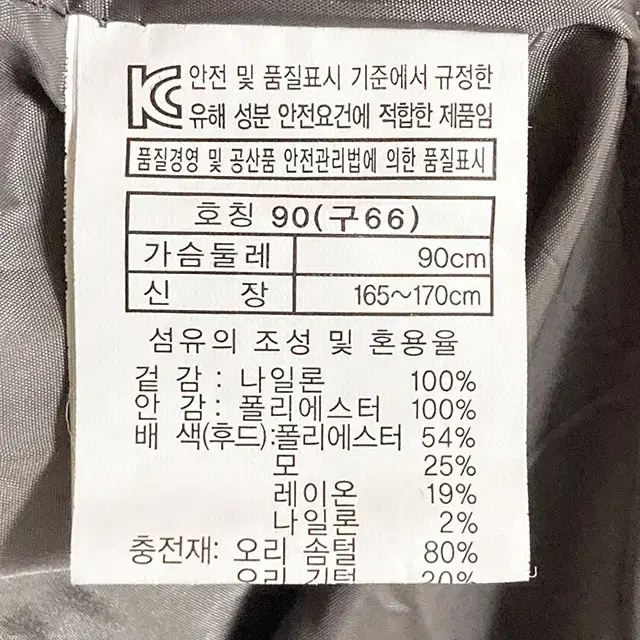 KC 안전 및 품질표시 기준에서 규정한
유해 성분 안전요건에 적합한 제품임
품질경영 및 공산품 안전관리법에 의한 품질표시
호칭 90(구66)
가슴둘레 90cm
신 장 165~170cm
섬유의 조성 및 혼용율
겉 감 : 나일론 100%
안 감 : 폴리에스터 100%
배 색(후드):폴리에스터 54%
모 25%
레이온 19%
나일론 2%
충전재: 오리 솜털 80%
오리 깃털 20%